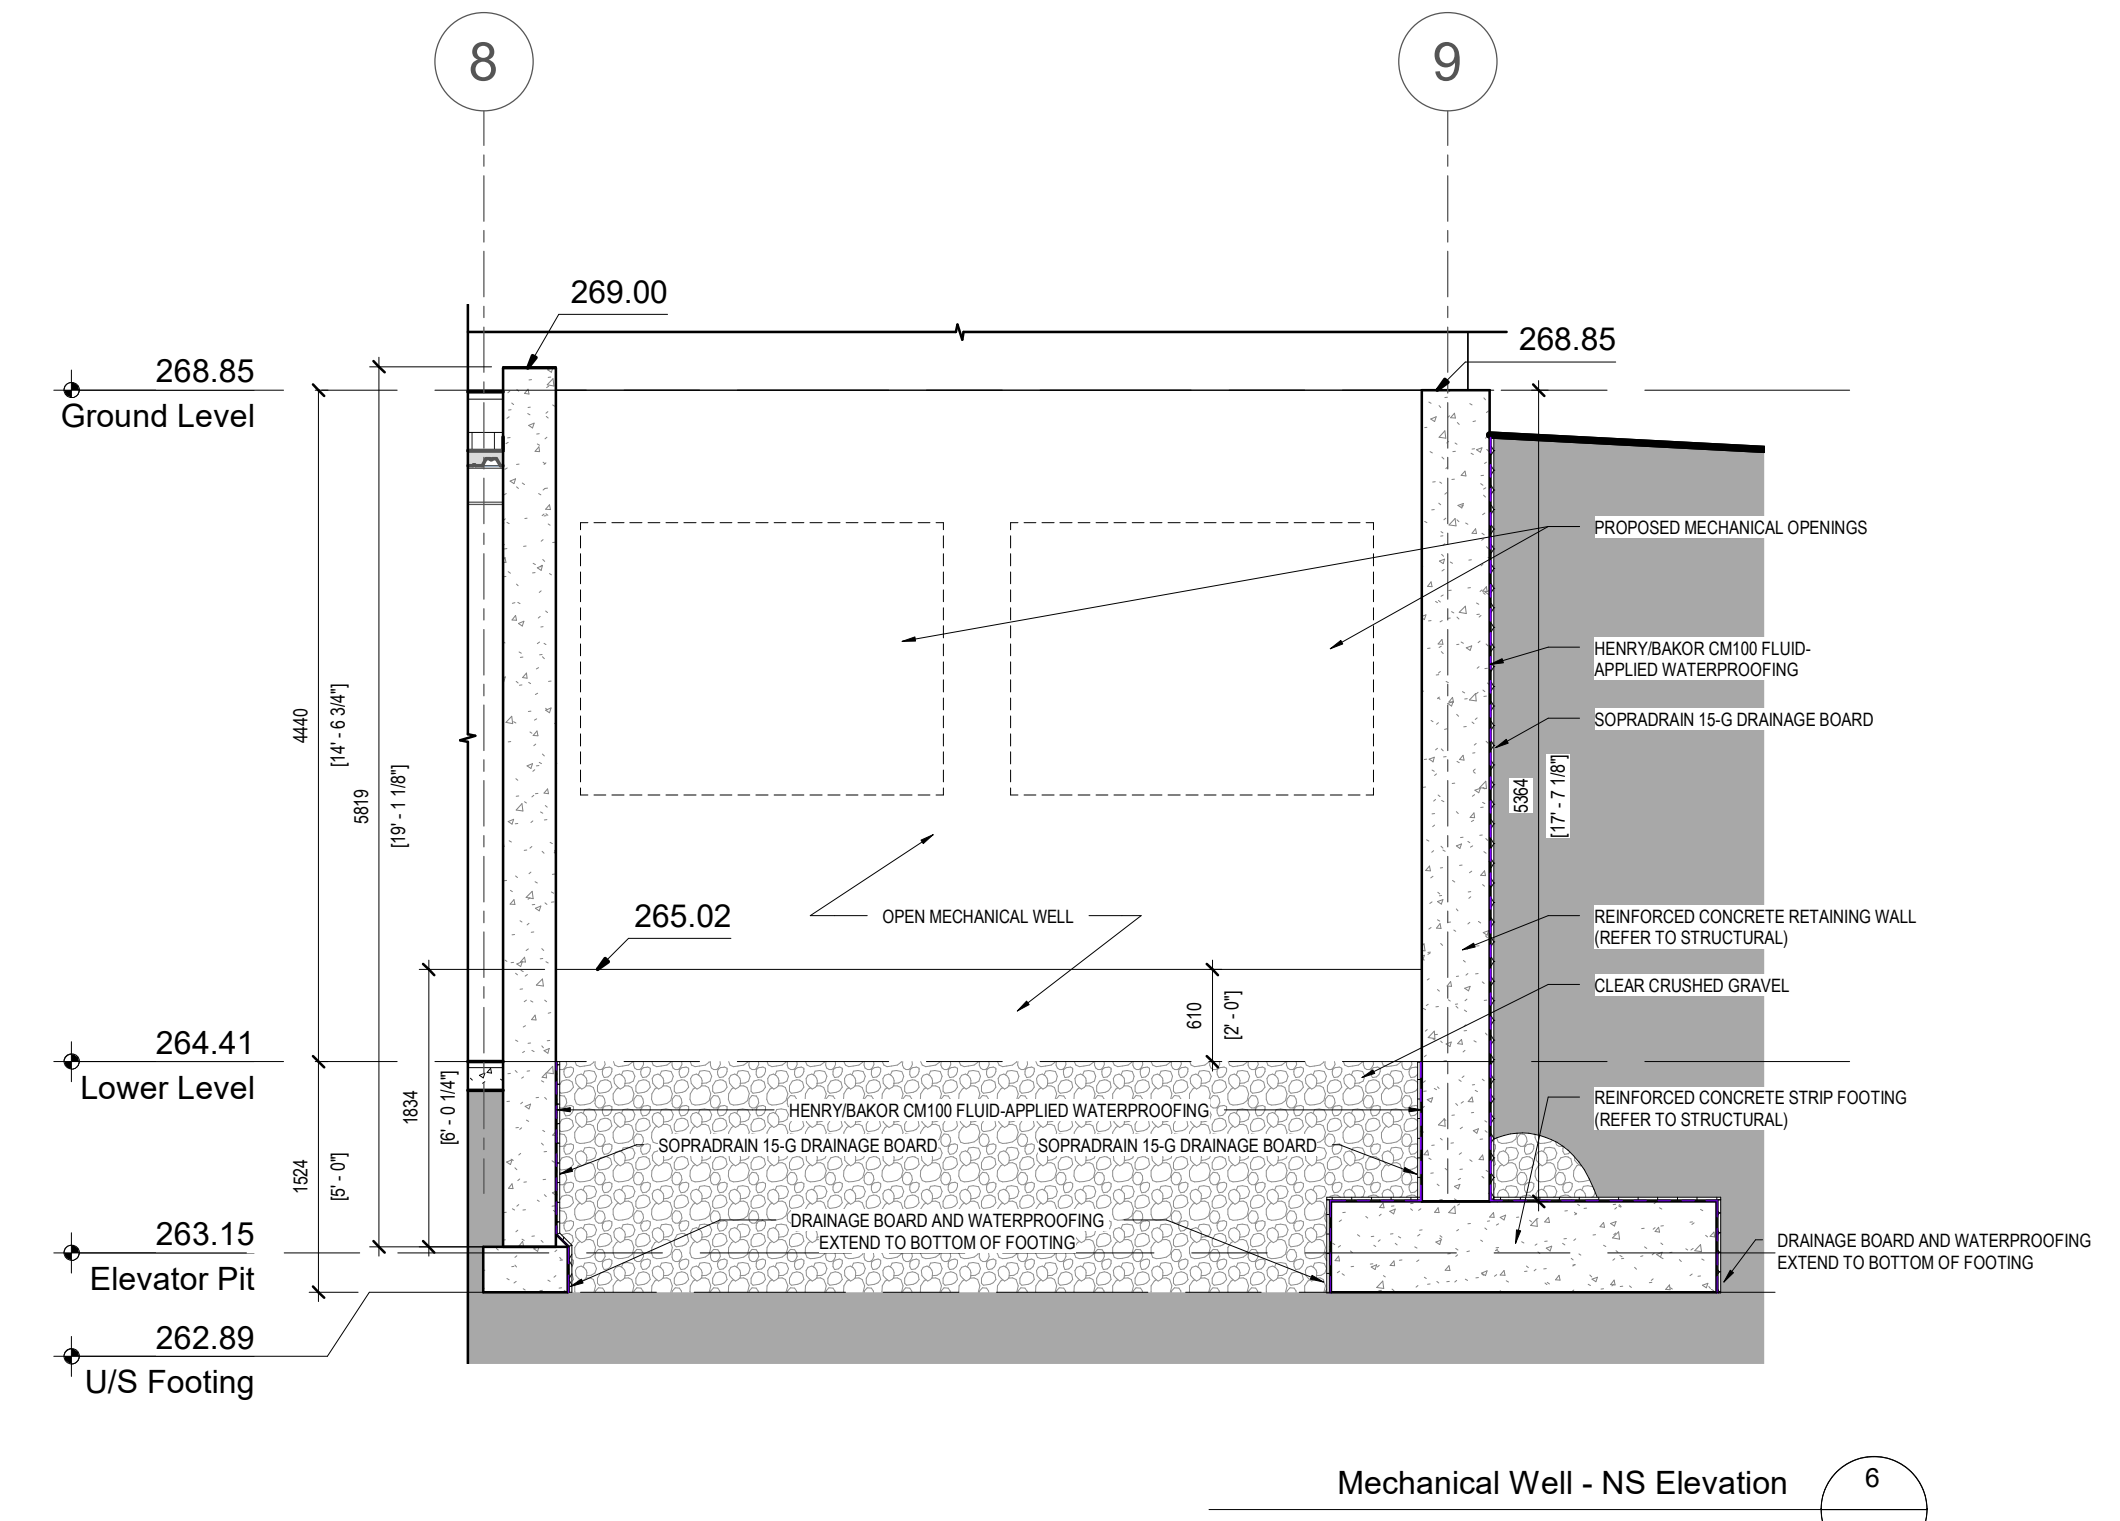 8
9
269.00
268.85
268.85
Ground Level
PROPOSED MECHANICAL OPENINGS
HENRY/BAKOR CM100 FLUID-
APPLIED WATERPROOFING
SOPRADRAIN 15-G DRAINAGE BOARD
4440
[14' - 6 3/4"]
5819
[19' - 1 1/8"]
5364
[17' - 7 1/8"]
265.02
OPEN MECHANICAL WELL
REINFORCED CONCRETE RETAINING WALL
(REFER TO STRUCTURAL)
CLEAR CRUSHED GRAVEL
610
[2' - 0"]
264.41
Lower Level
1834
[6' - 0 1/4"]
HENRY/BAKOR CM100 FLUID-APPLIED WATERPROOFING
REINFORCED CONCRETE STRIP FOOTING
(REFER TO STRUCTURAL)
SOPRADRAIN 15-G DRAINAGE BOARD
SOPRADRAIN 15-G DRAINAGE BOARD
1524
[5' - 0"]
DRAINAGE BOARD AND WATERPROOFING
EXTEND TO BOTTOM OF FOOTING
263.15
Elevator Pit
DRAINAGE BOARD AND WATERPROOFING
EXTEND TO BOTTOM OF FOOTING
262.89
U/S Footing
Mechanical Well - NS Elevation
6